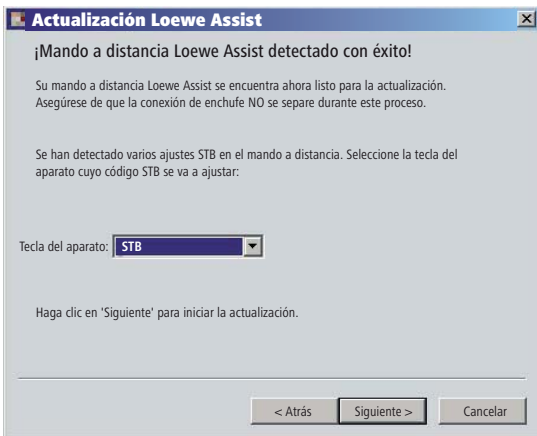 Actualización Loewe Assist
¡Mando a distancia Loewe Assist detectado con éxito!
Su mando a distancia Loewe Assist se encuentra ahora listo para la actualización.
Asegúrese de que la conexión de enchufe NO se separe durante este proceso.
Se han detectado varios ajustes STB en el mando a distancia. Seleccione la tecla del
aparato cuyo código STB se va a ajustar:
Tecla del aparato: STB
Haga clic en 'Siguiente' para iniciar la actualización.
< Atrás Siguiente > Cancelar